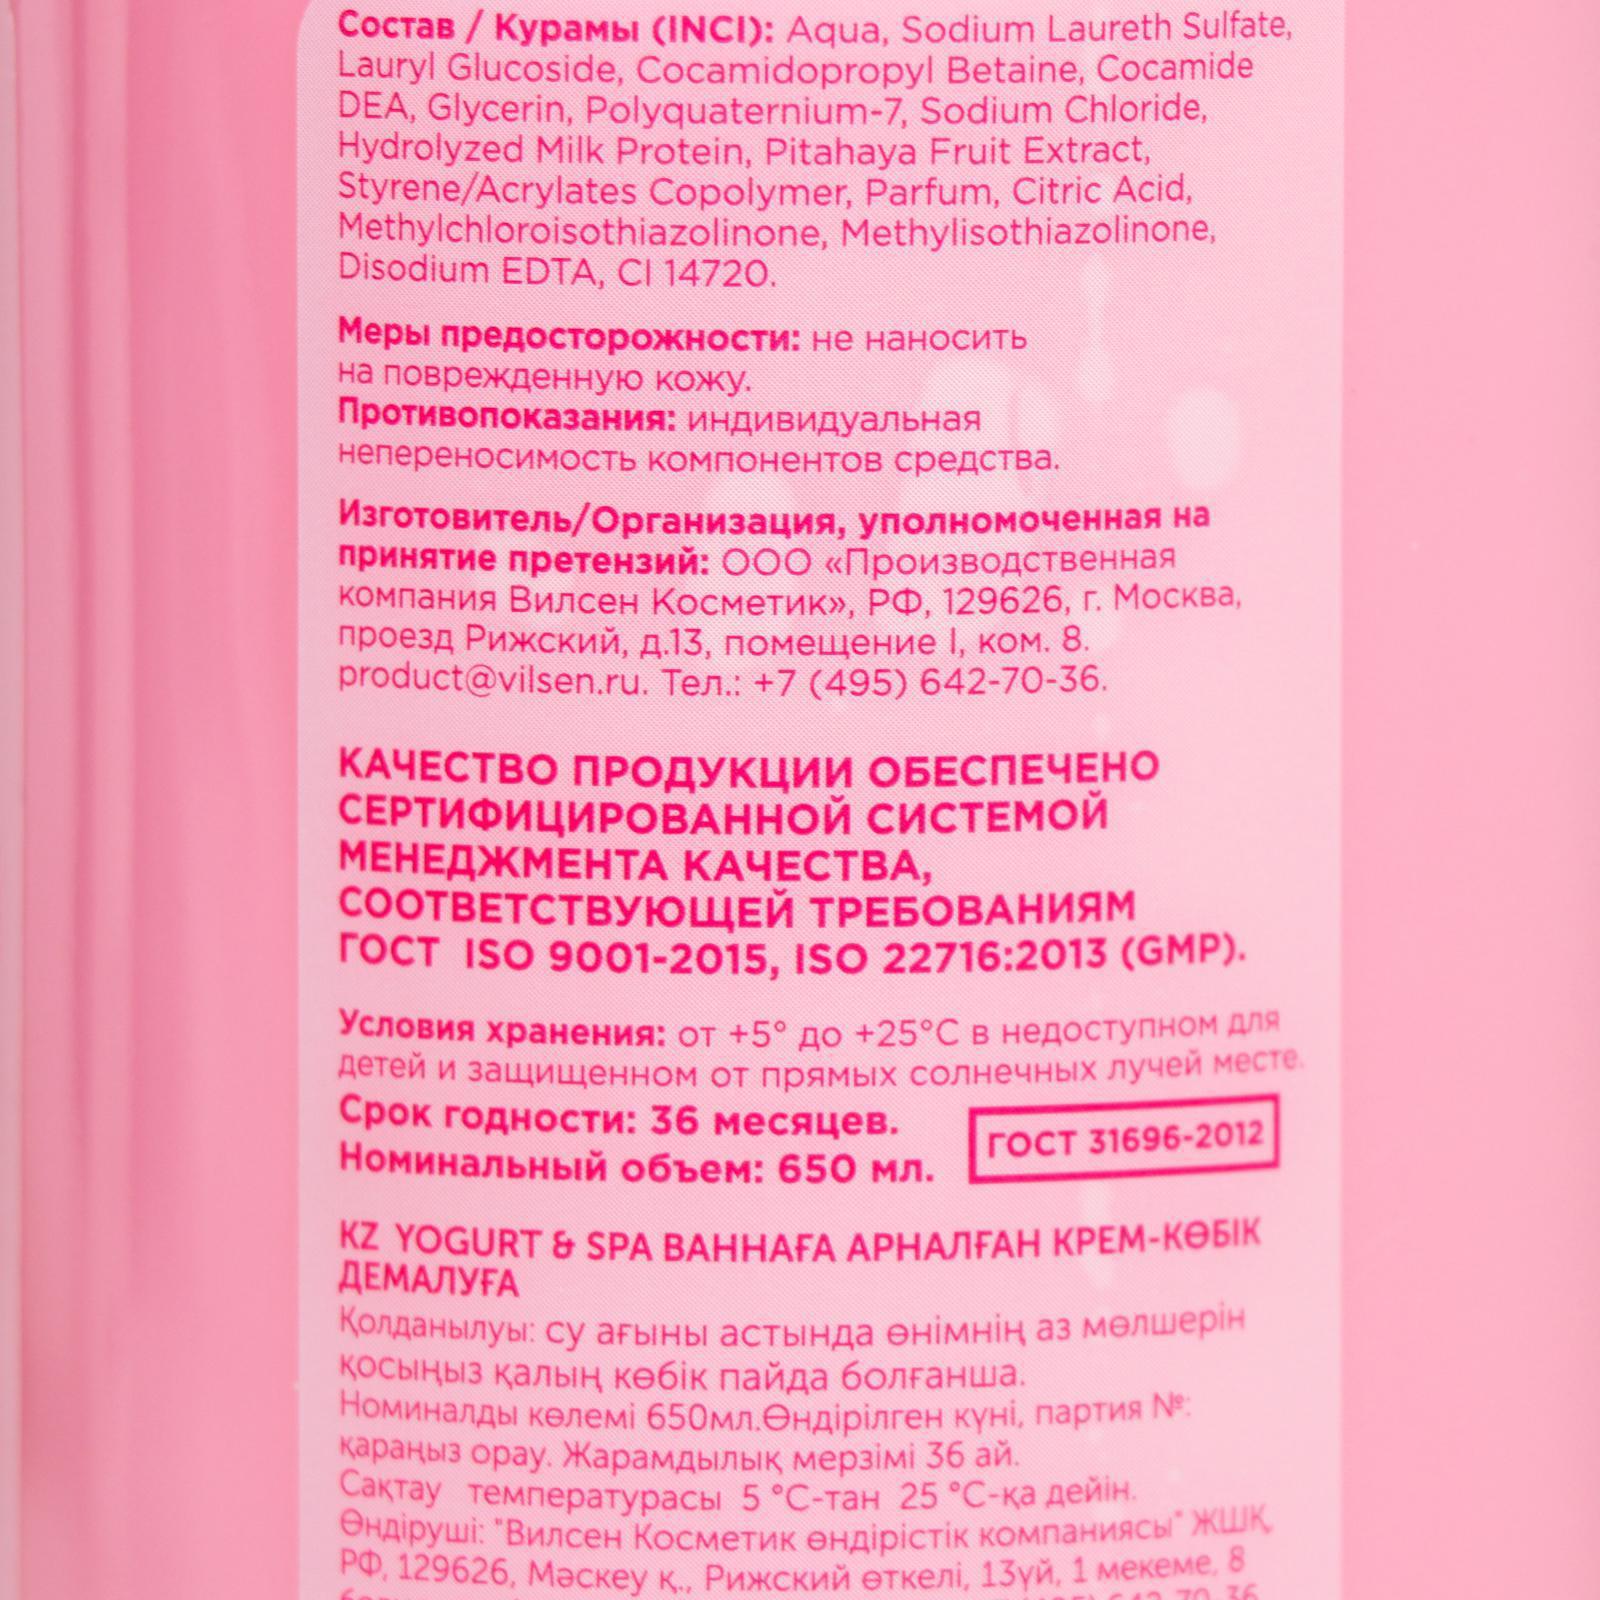 Состав / Курамы (INCI): Aqua, Sodium Laureth Sulfate,
Lauryl Glucoside, Cocamidopropyl Betaine, Cocamide
DEA, Glycerin, Polyquaternium-7, Sodium Chloride,
Hydrolyzed Milk Protein, Pitahaya Fruit Extract,
Styrene/Acrylates Copolymer, Parfum, Citric Acid,
Methylchloroisothiazolinone, Methylisothiazolinone,
Disodium EDTA, CI 14720.
Меры предосторожности: не наносить
на поврежденную кожу.
Противопоказания: индивидуальная
непереносимость компонентов средства.
Изготовитель/Организация, уполномоченная на
принятие претензий: ООО «Производственная
компания Вилсен Косметик», РФ, 129626, г. Москва,
проезд Рижский, д.13, помещение I, ком. 8.
product@vilsen.ru. Тел.: +7 (495) 642-70-36.
КАЧЕСТВО ПРОДУКЦИИ ОБЕСПЕЧЕНО
СЕРТИФИЦИРОВАННОЙ СИСТЕМОЙ
МЕНЕДЖМЕНТА КАЧЕСТВА,
СООТВЕТСТВУЮЩЕЙ ТРЕБОВАНИЯМ
ГОСТ ISO 9001-2015, ISO 22716:2013 (GMP).
Условия хранения: от +5° до +25°C в недоступном для
детей и защищенном от прямых солнечных лучей месте.
Срок годности: 36 месяцев.
Номинальный объем: 650 мл.
ГОСТ 31696-2012
KZ YOGURT & SPA ВАННАҒА АРНАЛҒАН КРЕМ-КӨБІК
ДЕМАЛУҒА
Қолданылуы: су ағыны астында өнімнің аз мөлшерін
қосыңыз қалың көбік пайда болғанша.
Номиналды көлемі 650мл.Өндірілген күні, партия №:
қараңыз орау. Жарамдылық мерзімі 36 ай.
Сақтау температурасы 5 °С-тан 25 °С-қа дейін.
Өндіруші: "Вилсен Косметик өндірістік компаниясы" ЖШҚ,
РФ, 129626, Мәскеу қ., Рижский өткелі, 13үй, 1 мекеме, 8
642-70-36